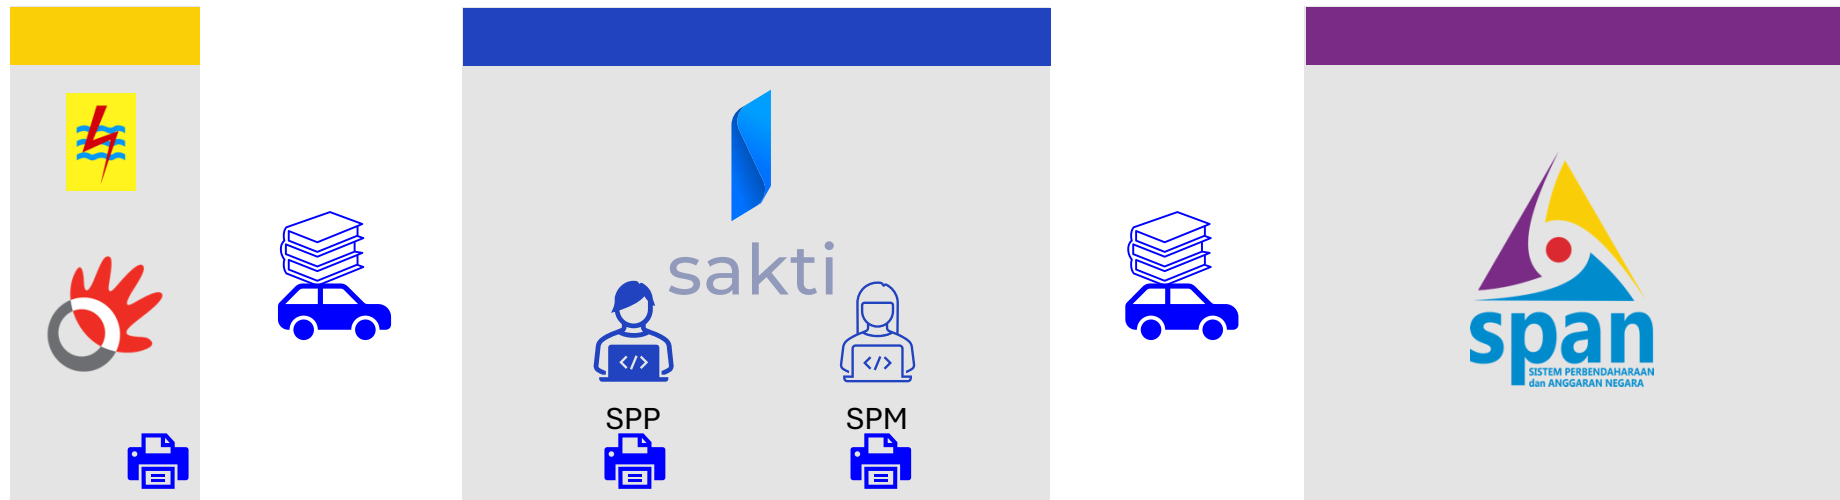 sakti
</>
</>
SPP
SPM
span
SISTEM PERBENDAHARAAN
dan ANGGARAN NEGARA